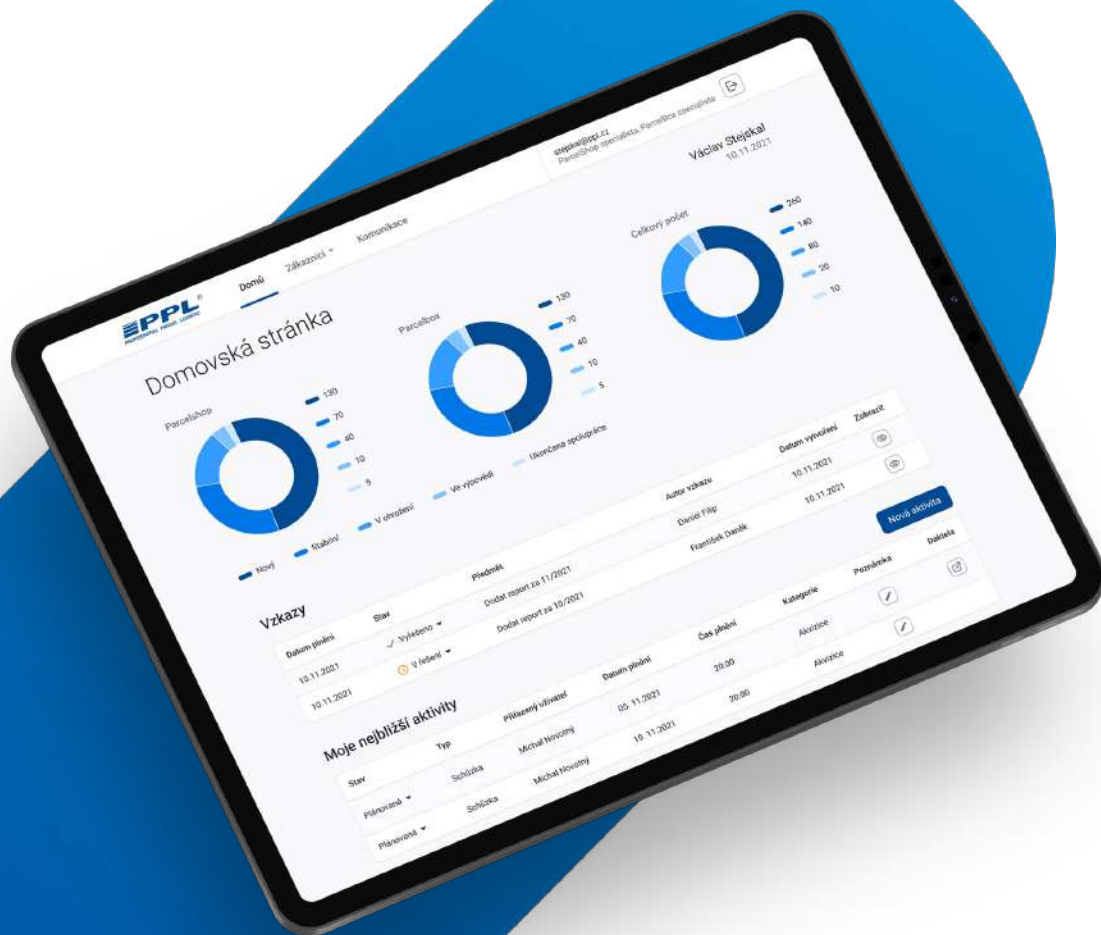 PPL®
PROFESSIONAL PARCEL LOGISTIC
Domů
Zákazníci
Komunikace
stejskal@ppl.cz
ParcelShop specialista, ParcelBox specialista
Domovská stránka
Václav Stejskal
10.11.2021
Parcelshop
130
70
40
10
5
Parcelbox
130
70
40
10
5
Celkový počet
260
140
80
20
10
Nový
Stabilní
V ohrožení
Ve výpovědi
Ukončena spolupráce
Vzkazy
Datum plnění Stav Předmět Autor vzkazu Datum vytvoření Zobrazit
10.11.2021 Vyřešeno Dodat report za 11/2021 Daniel Filip 10.11.2021
10.11.2021 V řešení Dodat report za 10/2021 František Daněk 10.11.2021
Moje nejbližší aktivity
Nová aktivita
Stav Typ Přiřazený uživatel Datum plnění Čas plnění Kategorie Poznámka Daktela
Plánovaná Schůzka Michal Novotný 05. 11. 2021 20:00 Akvizice
Plánovaná Schůzka Michal Novotný 10. 11. 2021 20:00 Akvizice